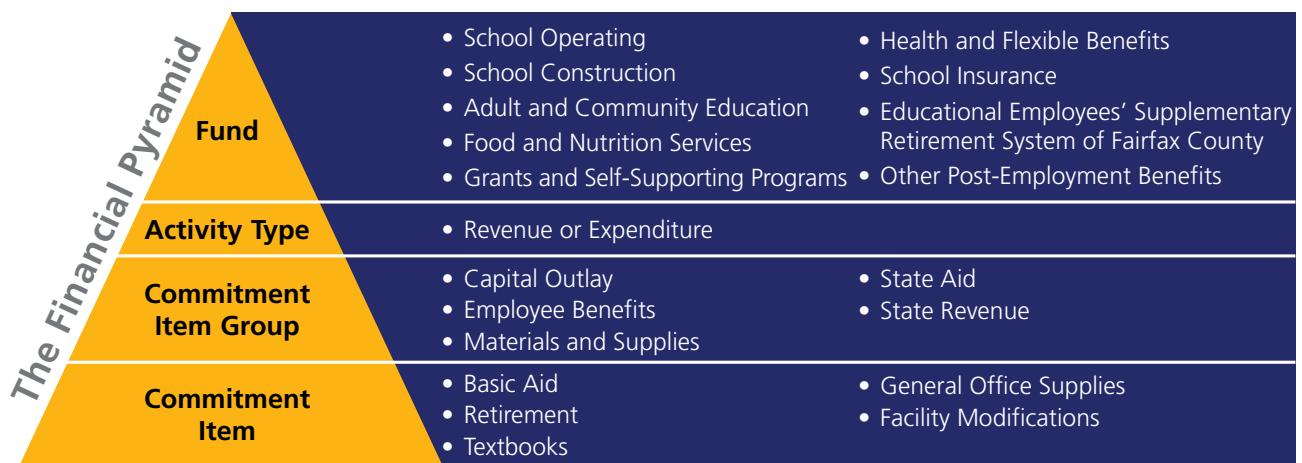 The Financial Pyramid
Fund
• School Operating
• School Construction
• Adult and Community Education
• Food and Nutrition Services
• Grants and Self-Supporting Programs
• Health and Flexible Benefits
• School Insurance
• Educational Employees’ Supplementary
Retirement System of Fairfax County
• Other Post-Employment Benefits
Activity Type
• Revenue or Expenditure
Commitment
Item Group
• Capital Outlay
• Employee Benefits
• Materials and Supplies
• State Aid
• State Revenue
Commitment
Item
• Basic Aid
• Retirement
• Textbooks
• General Office Supplies
• Facility Modifications